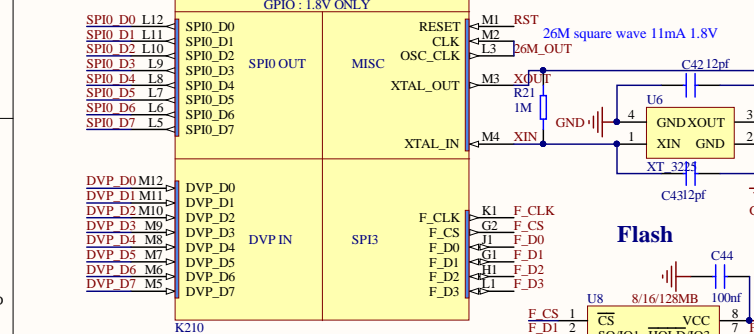 GPIO : 1.8V ONLY
SPI0_D0 L12 SPI0_D0
SPI0_D1 L11 SPI0_D1
SPI0_D2 L10 SPI0_D2
SPI0_D3 L9 SPI0_D3
SPI0_D4 L8 SPI0_D4
SPI0_D5 L7 SPI0_D5
SPI0_D6 L6 SPI0_D6
SPI0_D7 L5 SPI0_D7
SPI0 OUT
MISC
RESET M1 RST
CLK M2
OSC_CLK L3 26M_OUT
XTAL_OUT M3 XOUT
XTAL_IN M4 XIN
26M square wave 11mA 1.8V
R21
1M
C42 12pf
U6
GND 4 GND XOUT 3
1 XIN GND 2
XT_3225
C43 12pf
DVP_D0 M12 DVP_D0
DVP_D1 M11 DVP_D1
DVP_D2 M10 DVP_D2
DVP_D3 M9 DVP_D3
DVP_D4 M8 DVP_D4
DVP_D5 M7 DVP_D5
DVP_D6 M6 DVP_D6
DVP_D7 M5 DVP_D7
DVP IN
SPI3
F_CLK K1 F_CLK
F_CS G2 F_CS
F_D0 J1 F_D0
F_D1 G1 F_D1
F_D2 H1 F_D2
F_D3 L1 F_D3
K210
Flash
C44
100nf
U8 8/16/128MB
F_CS 1 CS VCC 8
F_D1 2 SO/IO1 HOLD/IO3 7